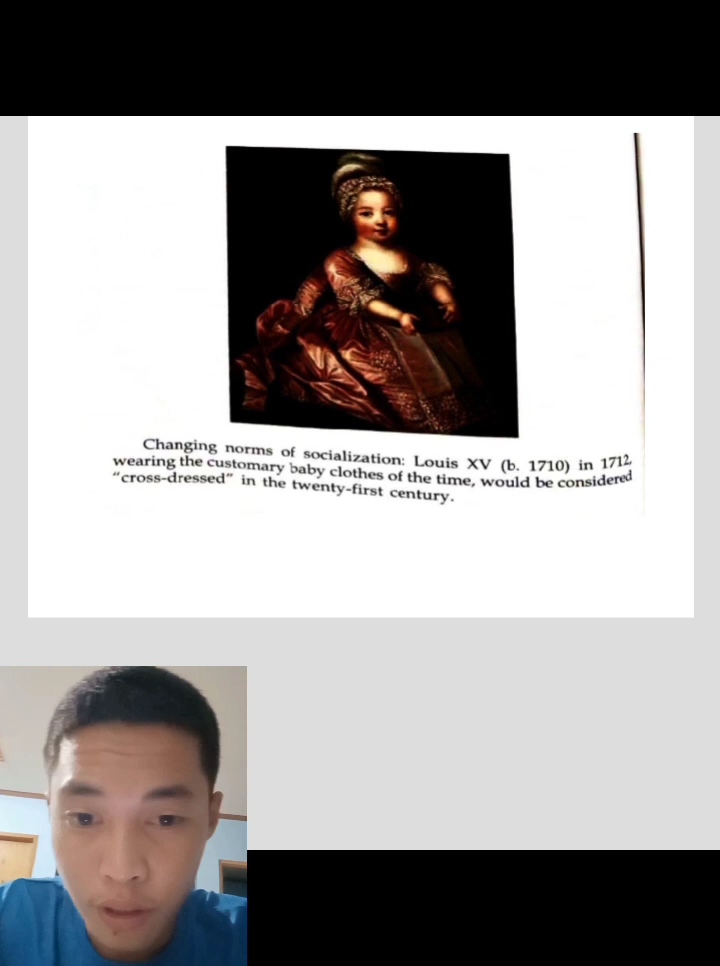 Changing norms of socialization: Louis XV (b. 1710) in 1712,
wearing the customary baby clothes of the time, would be considered
"cross-dressed" in the twenty-first century.